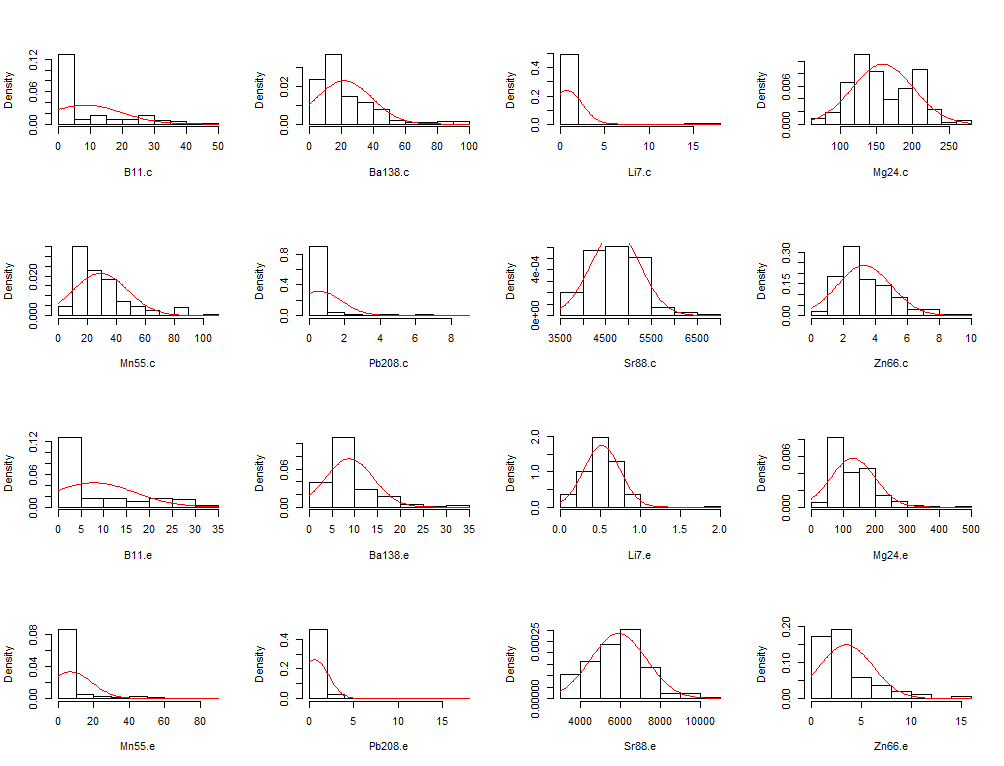 Density 0.00 0.06 0.12
0 10 20 30 40 50
B11.c
Density 0.00 0.02
0 20 40 60 80 100
Ba138.c
Density 0.0 0.2 0.4
0 5 10 15
Li7.c
Density 0.000 0.006
100 150 200 250
Mg24.c
Density 0.000 0.020
0 20 40 60 80 100
Mn55.c
Density 0.0 0.4 0.8
0 2 4 6 8
Pb208.c
Density 0e+00 4e-04
3500 4500 5500 6500
Sr88.c
Density 0.00 0.15 0.30
0 2 4 6 8 10
Zn66.c
Density 0.00 0.06 0.12
0 5 10 15 20 25 30 35
B11.e
Density 0.00 0.06
0 5 10 15 20 25 30 35
Ba138.e
Density 0.0 1.0 2.0
0.0 0.5 1.0 1.5 2.0
Li7.e
Density 0.000 0.006
0 100 200 300 400 500
Mg24.e
Density 0.00 0.04 0.08
0 20 40 60 80
Mn55.e
Density 0.0 0.2 0.4
0 5 10 15
Pb208.e
Density 0.00000 0.00025
4000 6000 8000 10000
Sr88.e
Density 0.00 0.10 0.20
0 5 10 15
Zn66.e